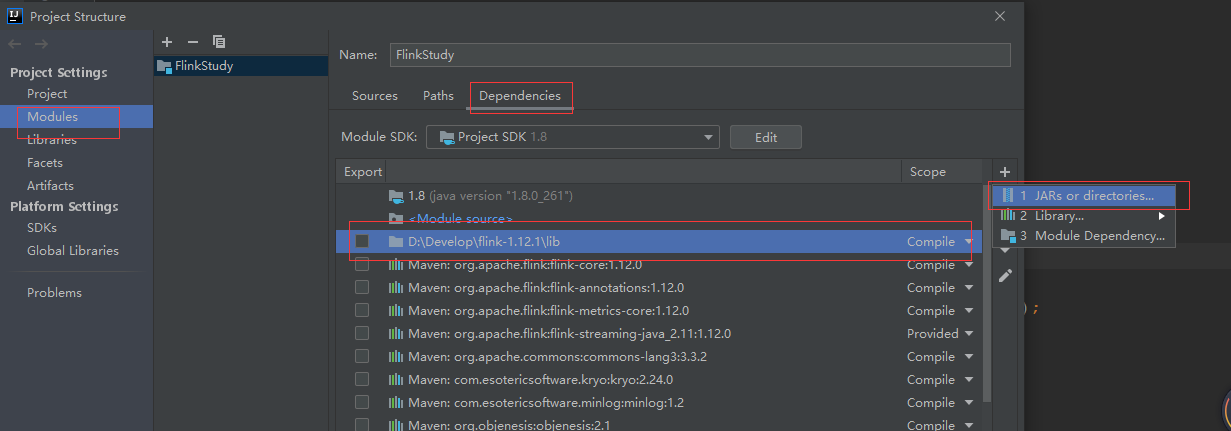 Project Structure
Project Settings
Project
Modules
Libraries
Facets
Artifacts
Platform Settings
SDKs
Global Libraries
Problems
FlinkStudy
Name: FlinkStudy
Sources Paths Dependencies
Module SDK: Project SDK 1.8 Edit
Export Scope
1.8 (java version "1.8.0_261")
<Module source>
D:\Develop\flink-1.12.1\lib Compile
Maven: org.apache.flink:flink-core:1.12.0 Compile
Maven: org.apache.flink:flink-annotations:1.12.0 Compile
Maven: org.apache.flink:flink-metrics-core:1.12.0 Compile
Maven: org.apache.flink:flink-streaming-java_2.11:1.12.0 Provided
Maven: org.apache.commons:commons-lang3:3.3.2 Compile
Maven: com.esotericsoftware.kryo:kryo:2.24.0 Compile
Maven: com.esotericsoftware.minlog:minlog:1.2 Compile
Maven: org.objenesis:objenesis:2.1 Compile
1 JARs or directories...
2 Library...
3 Module Dependency...
);